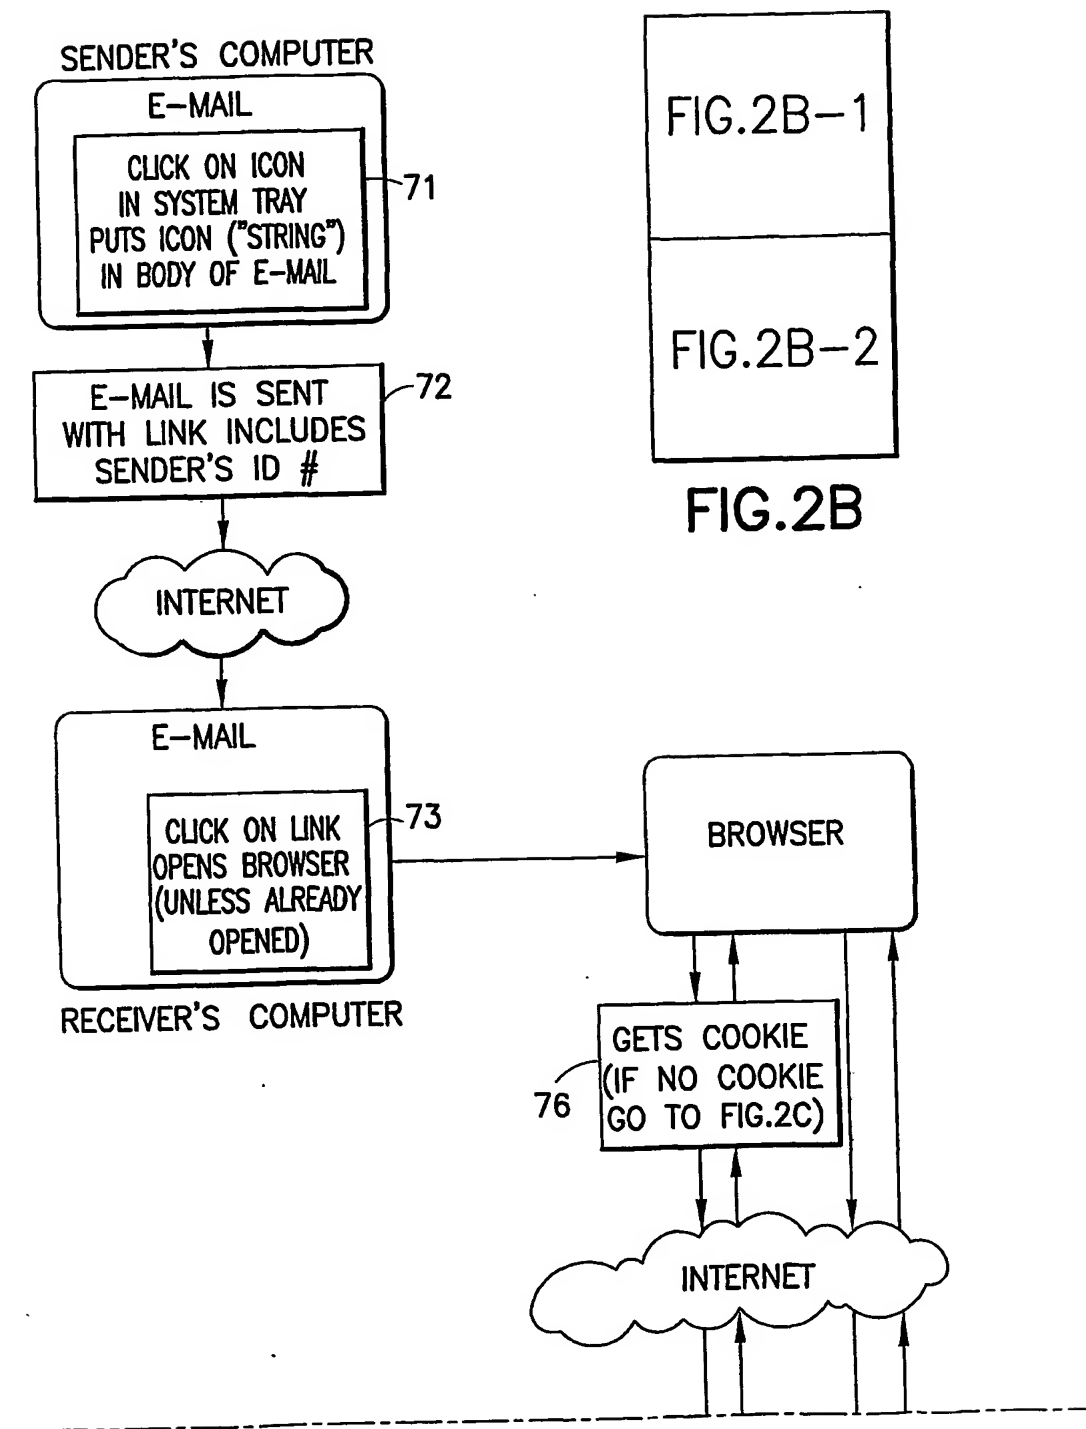 SENDER'S COMPUTER
E-MAIL
CLICK ON ICON
IN SYSTEM TRAY
PUTS ICON ("STRING")
IN BODY OF E-MAIL
71
E-MAIL IS SENT
WITH LINK INCLUDES
SENDER'S ID #
72
INTERNET
E-MAIL
CLICK ON LINK
OPENS BROWSER
(UNLESS ALREADY
OPENED)
73
RECEIVER'S COMPUTER
FIG.2B-1
FIG.2B-2
FIG.2B
BROWSER
GETS COOKIE
(IF NO COOKIE
GO TO FIG.2C)
76
INTERNET